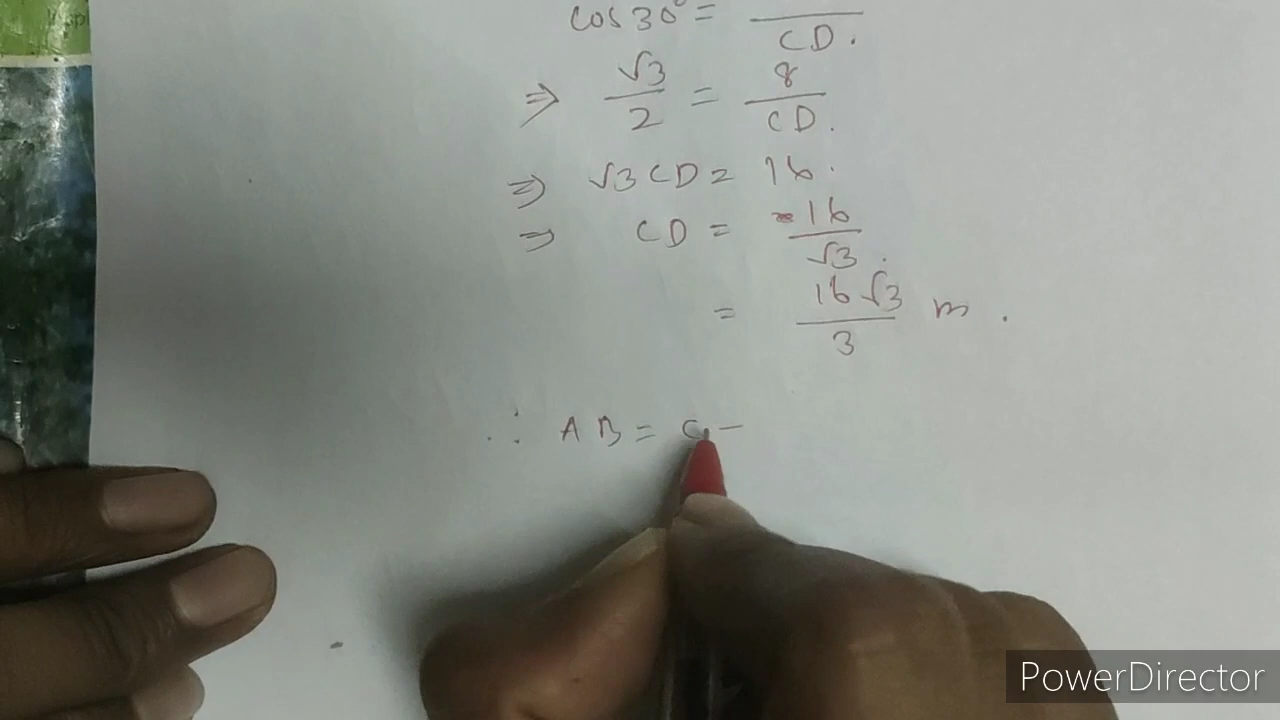 cos 30° = ⁄ CD.
⇒ √3/2 = 8/CD.
⇒ √3 CD = 16.
⇒ CD = 16/√3.
= 16√3/3 m.
∴ AB = C
PowerDirector